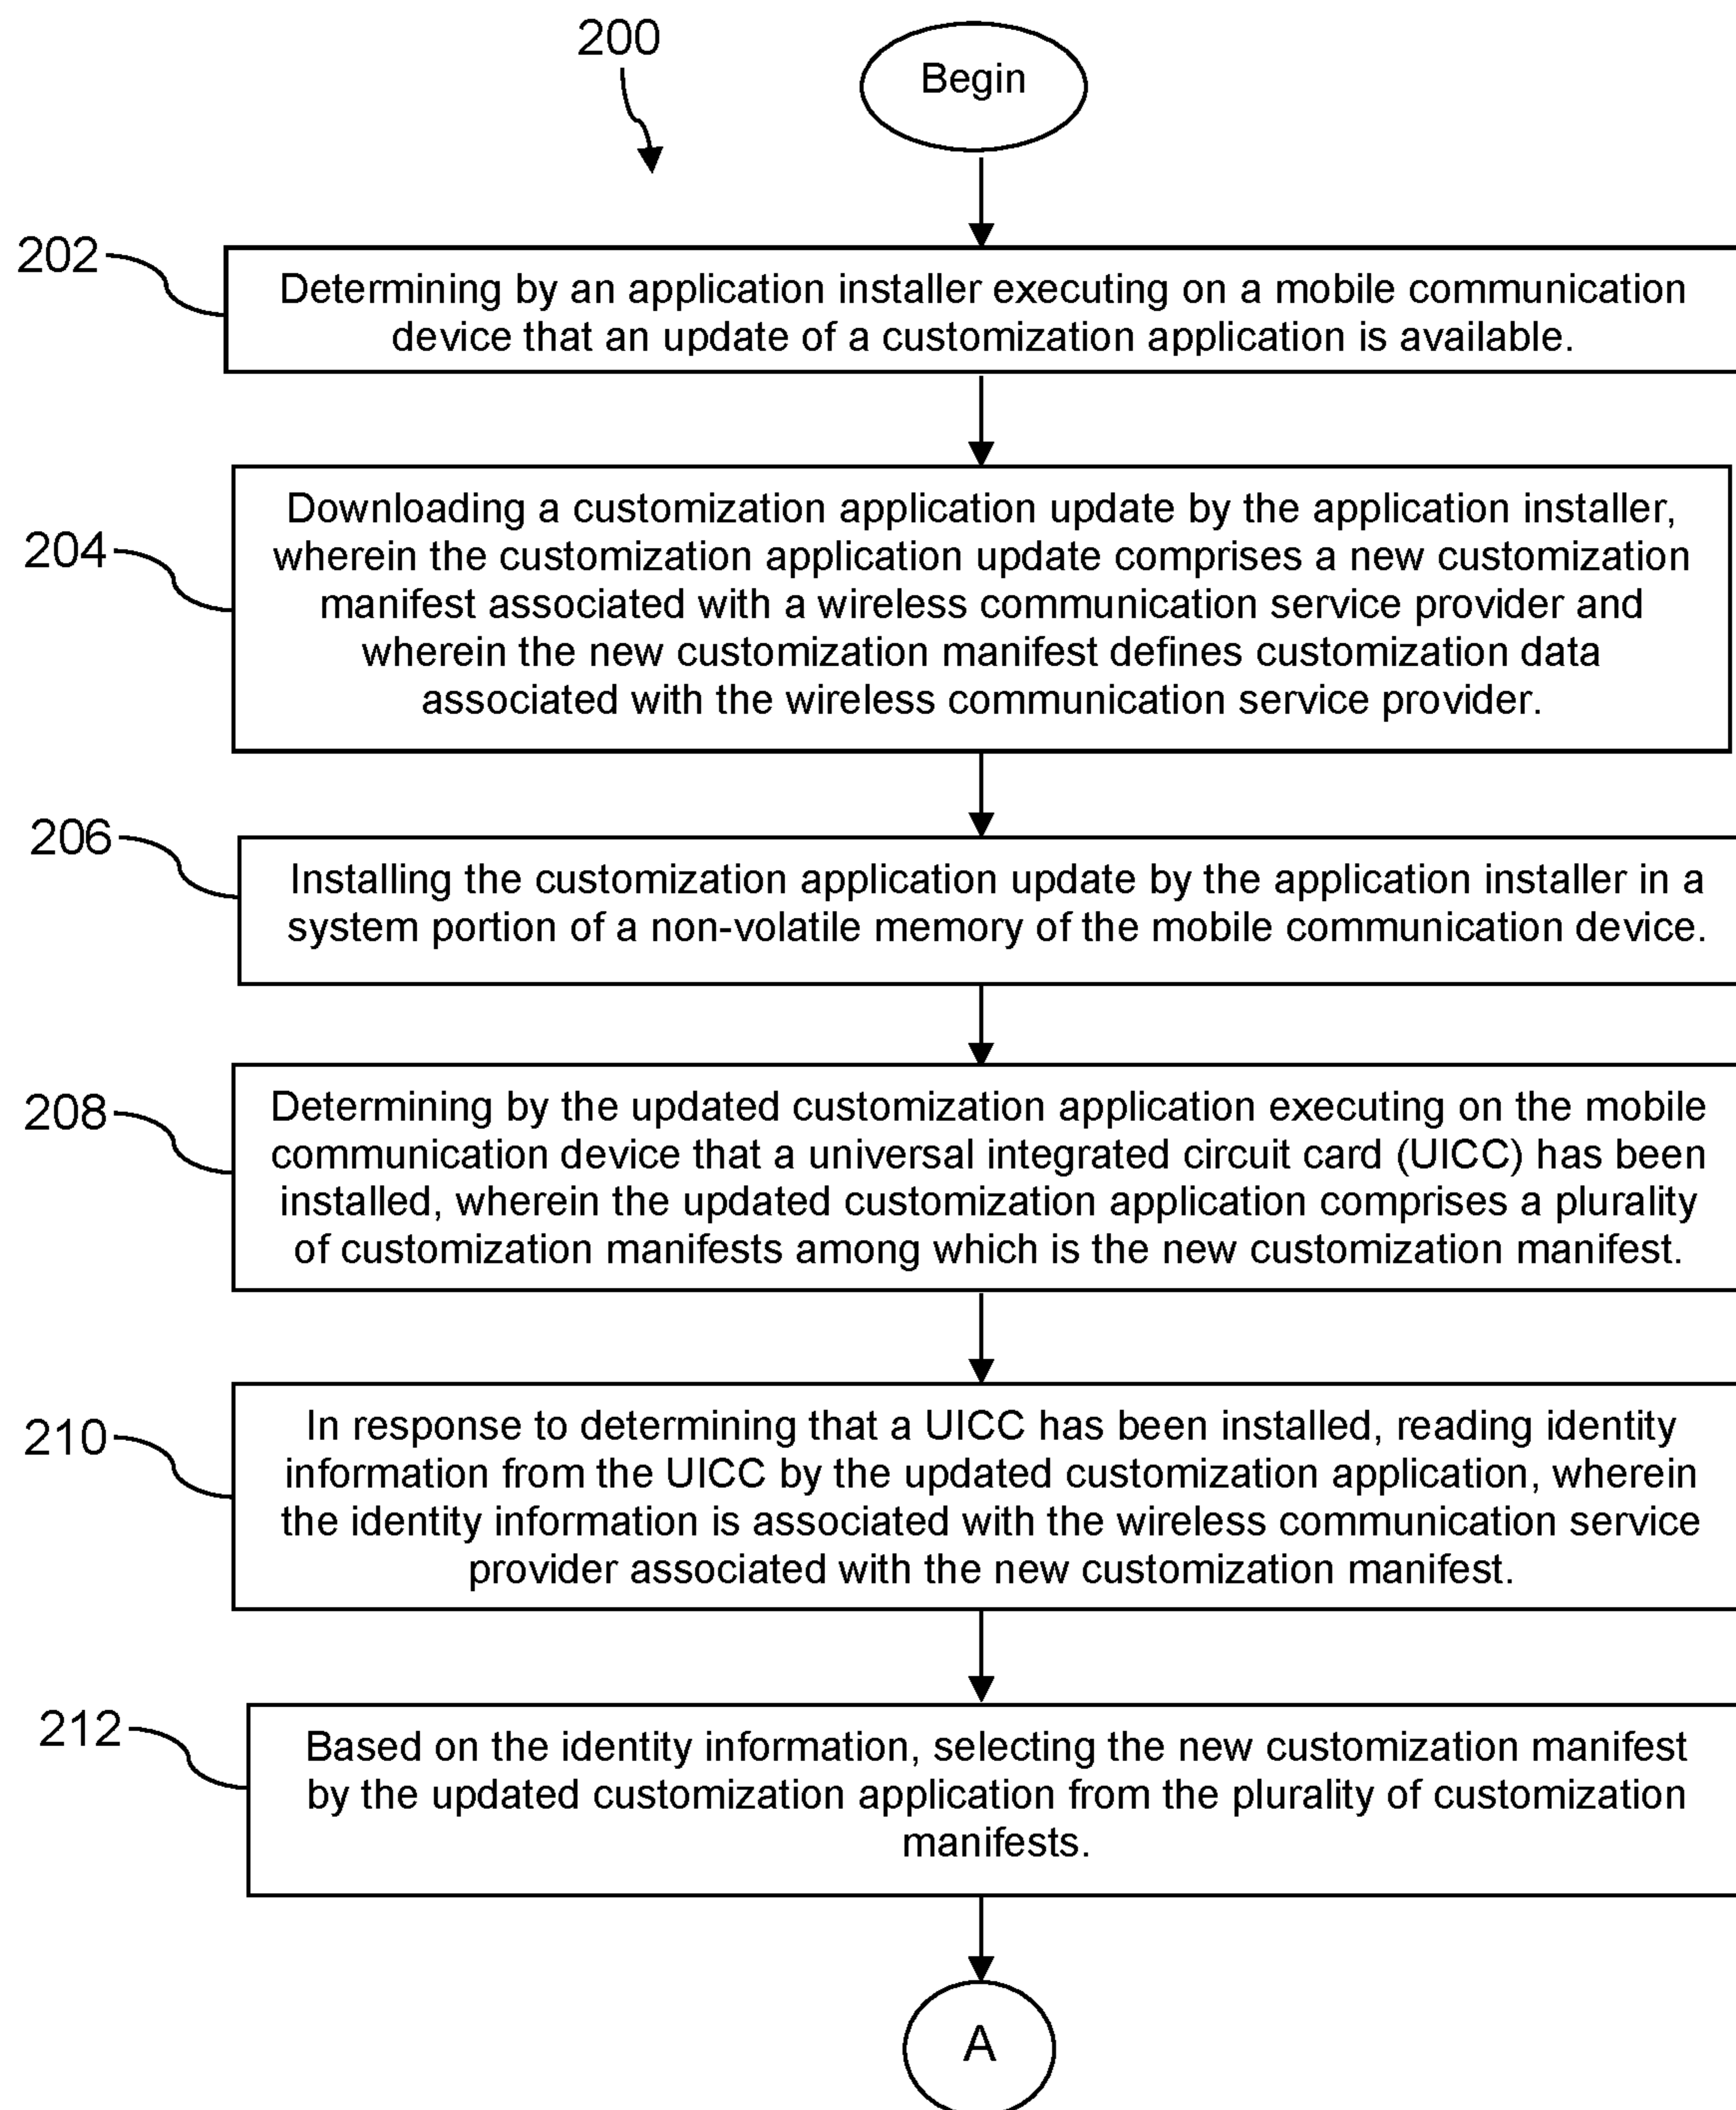 200
Begin
202
Determining by an application installer executing on a mobile communication
device that an update of a customization application is available.
204
Downloading a customization application update by the application installer,
wherein the customization application update comprises a new customization
manifest associated with a wireless communication service provider and
wherein the new customization manifest defines customization data
associated with the wireless communication service provider.
206
Installing the customization application update by the application installer in a
system portion of a non-volatile memory of the mobile communication device.
208
Determining by the updated customization application executing on the mobile
communication device that a universal integrated circuit card (UICC) has been
installed, wherein the updated customization application comprises a plurality
of customization manifests among which is the new customization manifest.
210
In response to determining that a UICC has been installed, reading identity
information from the UICC by the updated customization application, wherein
the identity information is associated with the wireless communication service
provider associated with the new customization manifest.
212
Based on the identity information, selecting the new customization manifest
by the updated customization application from the plurality of customization
manifests.
A